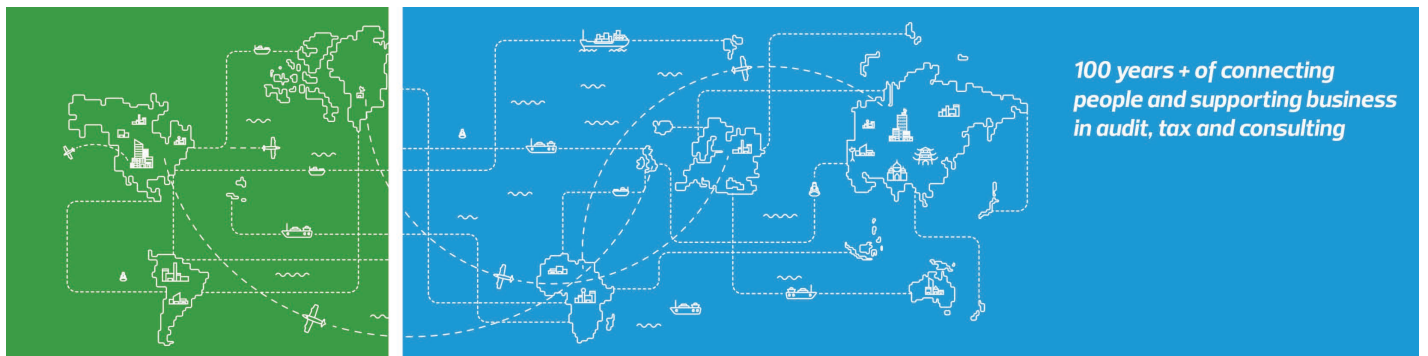 100 years + of connecting
people and supporting business
in audit, tax and consulting